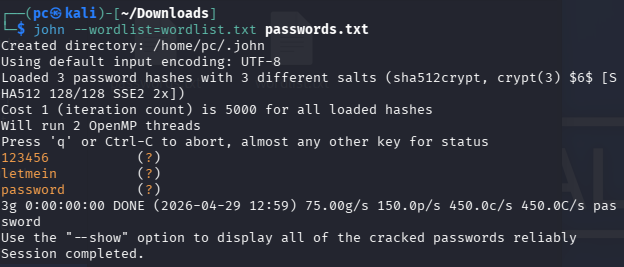 ┌──(pc㉿kali)-[~/Downloads]
└─$ john --wordlist=wordlist.txt passwords.txt
Created directory: /home/pc/.john
Using default input encoding: UTF-8
Loaded 3 password hashes with 3 different salts (sha512crypt, crypt(3) $6$ [S
HA512 128/128 SSE2 2x])
Cost 1 (iteration count) is 5000 for all loaded hashes
Will run 2 OpenMP threads
Press 'q' or Ctrl-C to abort, almost any other key for status
123456           (?)
letmein          (?)
password         (?)
3g 0:00:00:00 DONE (2026-04-29 12:59) 75.00g/s 150.0p/s 450.0c/s 450.0C/s pas
sword
Use the "--show" option to display all of the cracked passwords reliably
Session completed.